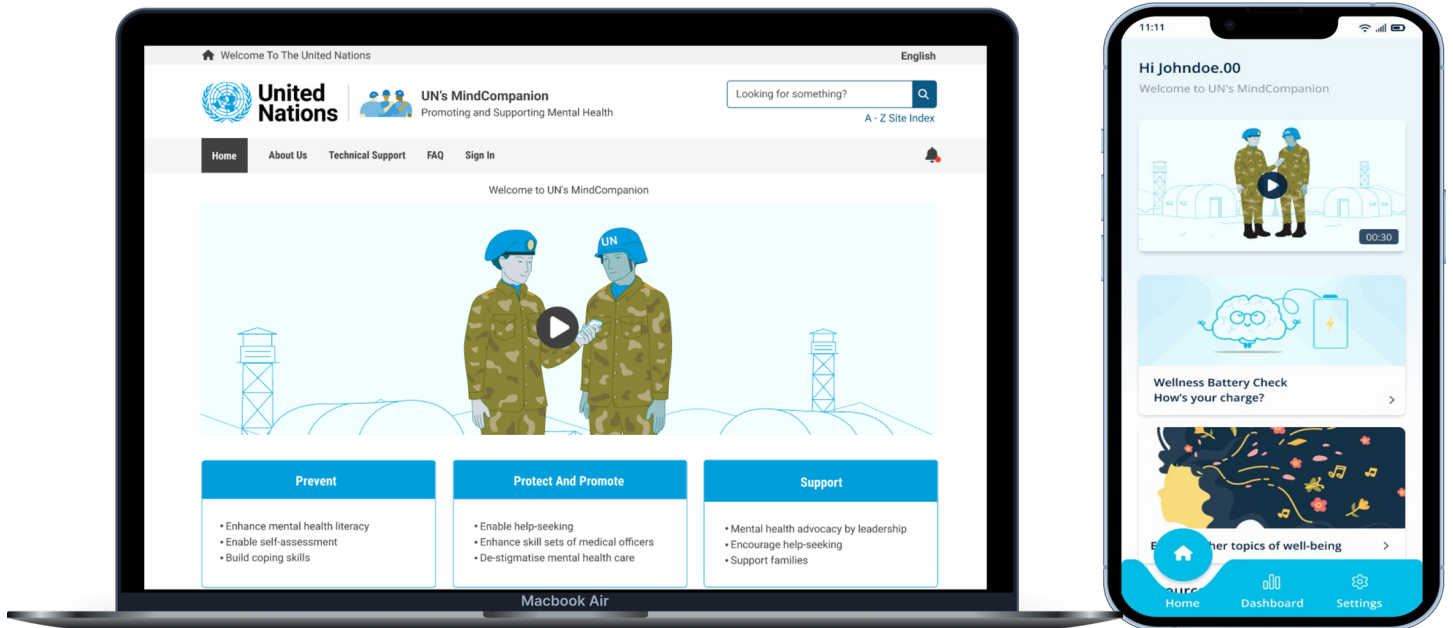 Welcome To The United Nations
English
United
Nations
UN's MindCompanion
Promoting and Supporting Mental Health
Looking for something?
A - Z Site Index
Home
About Us
Technical Support
FAQ
Sign In
Welcome to UN's MindCompanion
UN
Prevent
• Enhance mental health literacy
• Enable self-assessment
• Build coping skills
Protect And Promote
• Enable help-seeking
• Enhance skill sets of medical officers
• De-stigmatise mental health care
Support
• Mental health advocacy by leadership
• Encourage help-seeking
• Support families
Macbook Air
11:11
Hi Johndoe.00
Welcome to UN's MindCompanion
00:30
Wellness Battery Check
How's your charge?
topics of well-being
Home
Dashboard
Settings